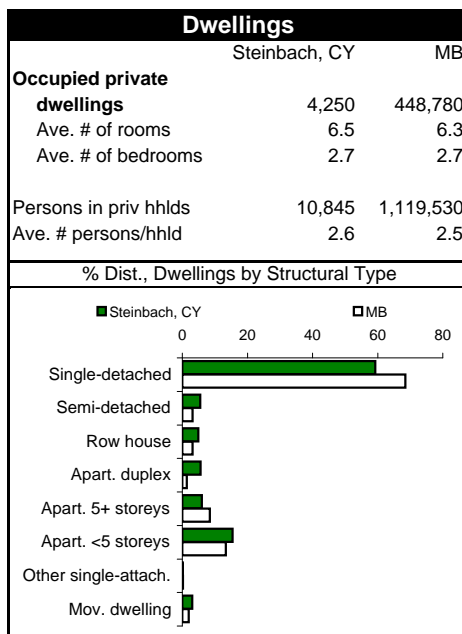 Dwellings
Steinbach, CY MB
Occupied private
dwellings 4,250 448,780
Ave. # of rooms 6.5 6.3
Ave. # of bedrooms 2.7 2.7
Persons in priv hhlds 10,845 1,119,530
Ave. # persons/hhld 2.6 2.5
% Dist., Dwellings by Structural Type
Steinbach, CY MB
0 20 40 60 80
Single-detached
Semi-detached
Row house
Apart. duplex
Apart. 5+ storeys
Apart. <5 storeys
Other single-attach.
Mov. dwelling